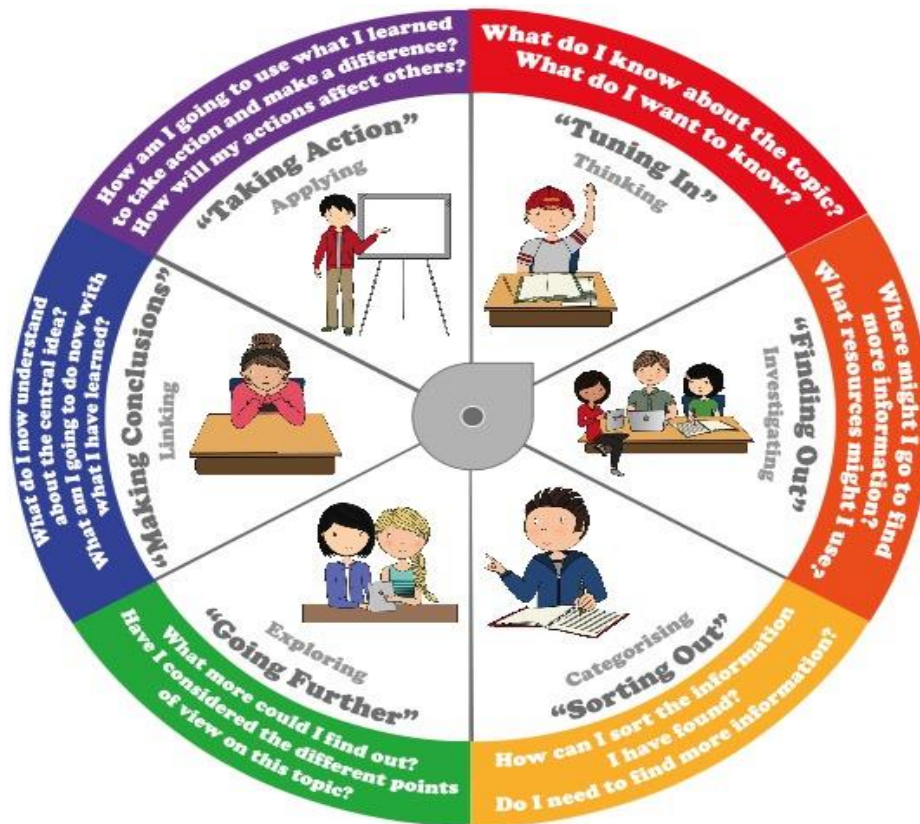 What do I know about the topic?
What do I want to know?
“Tuning In”
Thinking
Where might I go to find
more information?
What resources might I use?
“Finding Out”
Investigating
How can I sort the information
I have found?
Do I need to find more information?
Categorising
“Sorting Out”
What more could I find out?
Have I considered the different points
of view on this topic?
Exploring
“Going Further”
What do I now understand
about the central idea?
What am I going to do now with
what I have learned?
“Making Conclusions”
Linking
How am I going to use what I learned
to take action and make a difference?
How will my actions affect others?
“Taking Action”
Applying